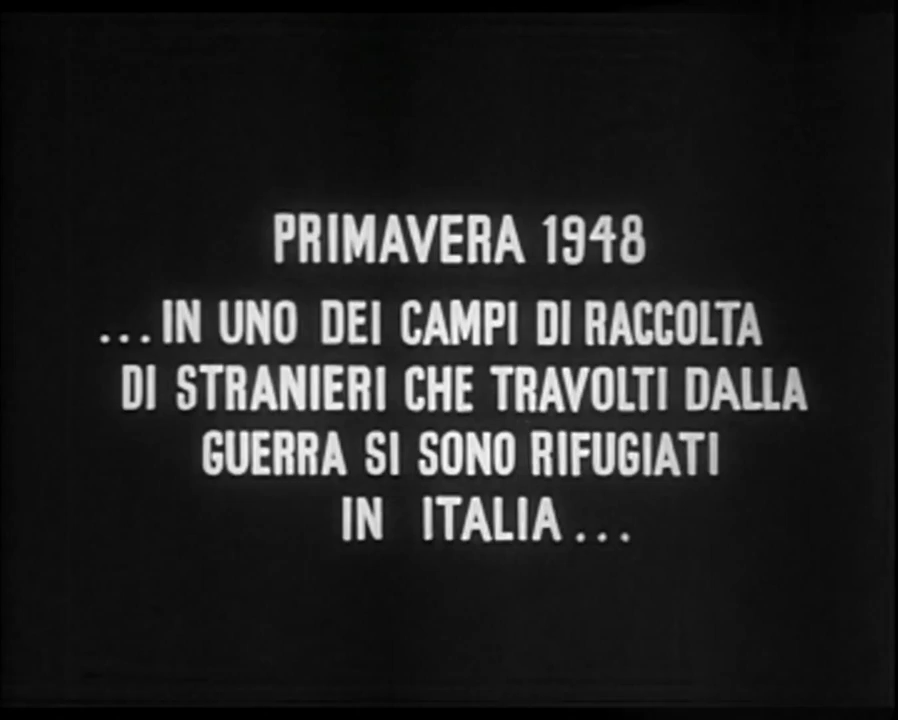 PRIMAVERA 1948
...IN UNO DEI CAMPI DI RACCOLTA
DI STRANIERI CHE TRAVOLTI DALLA
GUERRA SI SONO RIFUGIATI
IN ITALIA...